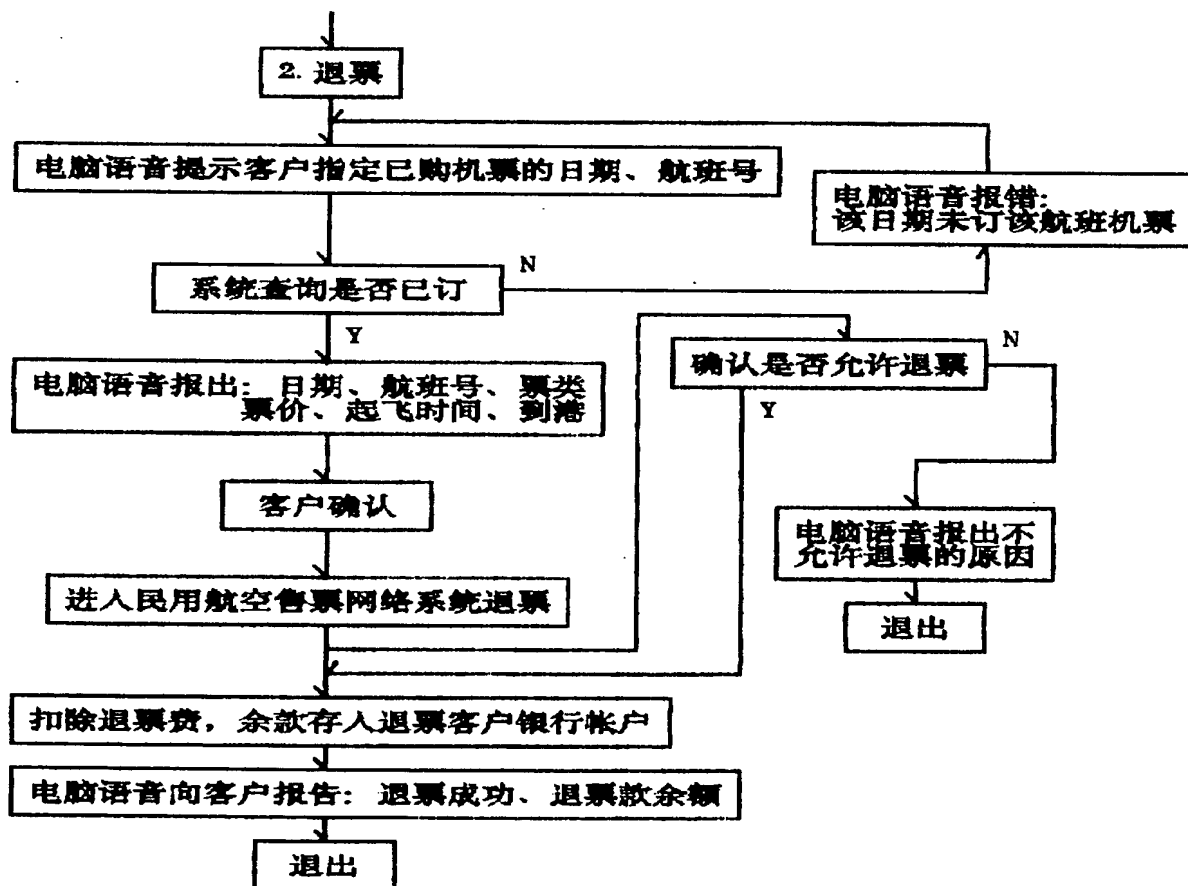 2. 退票
电脑语音提示客户指定已购机票的日期、航班号
电脑语音报错:
该日期未订该航班机票
系统查询是否已订
N
Y
电脑语音报出: 日期、航班号、票类
票价、起飞时间、到港
确认是否允许退票
N
Y
客户确认
电脑语音报出不
允许退票的原因
进人民用航空售票网络系统退票
退出
扣除退票费, 余款存人退票客户银行帐户
电脑语音向客户报告: 退票成功、退票款余额
退出